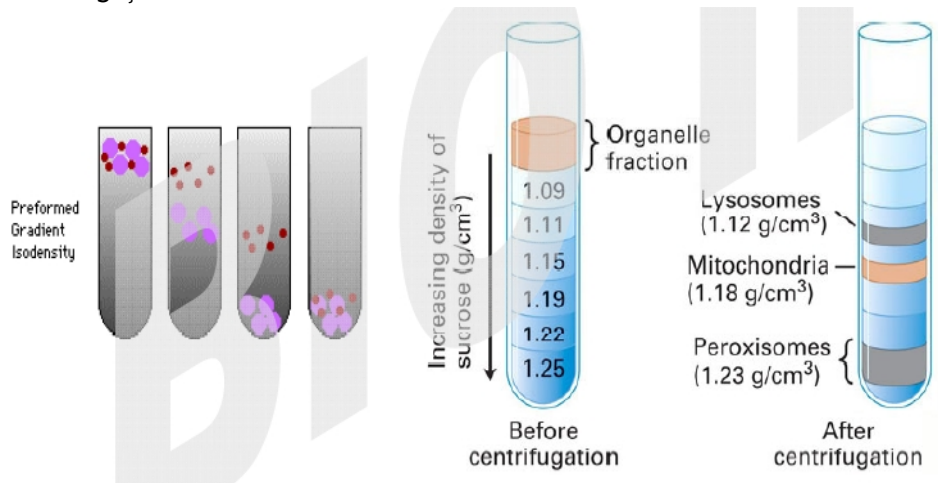 Preformed
Gradient
Isodensity
Increasing density of
sucrose (g/cm³)
Organelle
fraction
1.09
1.11
1.15
1.19
1.22
1.25
Before
centrifugation
Lysosomes
(1.12 g/cm³)
Mitochondria
(1.18 g/cm³)
Peroxisomes
(1.23 g/cm³)
After
centrifugation